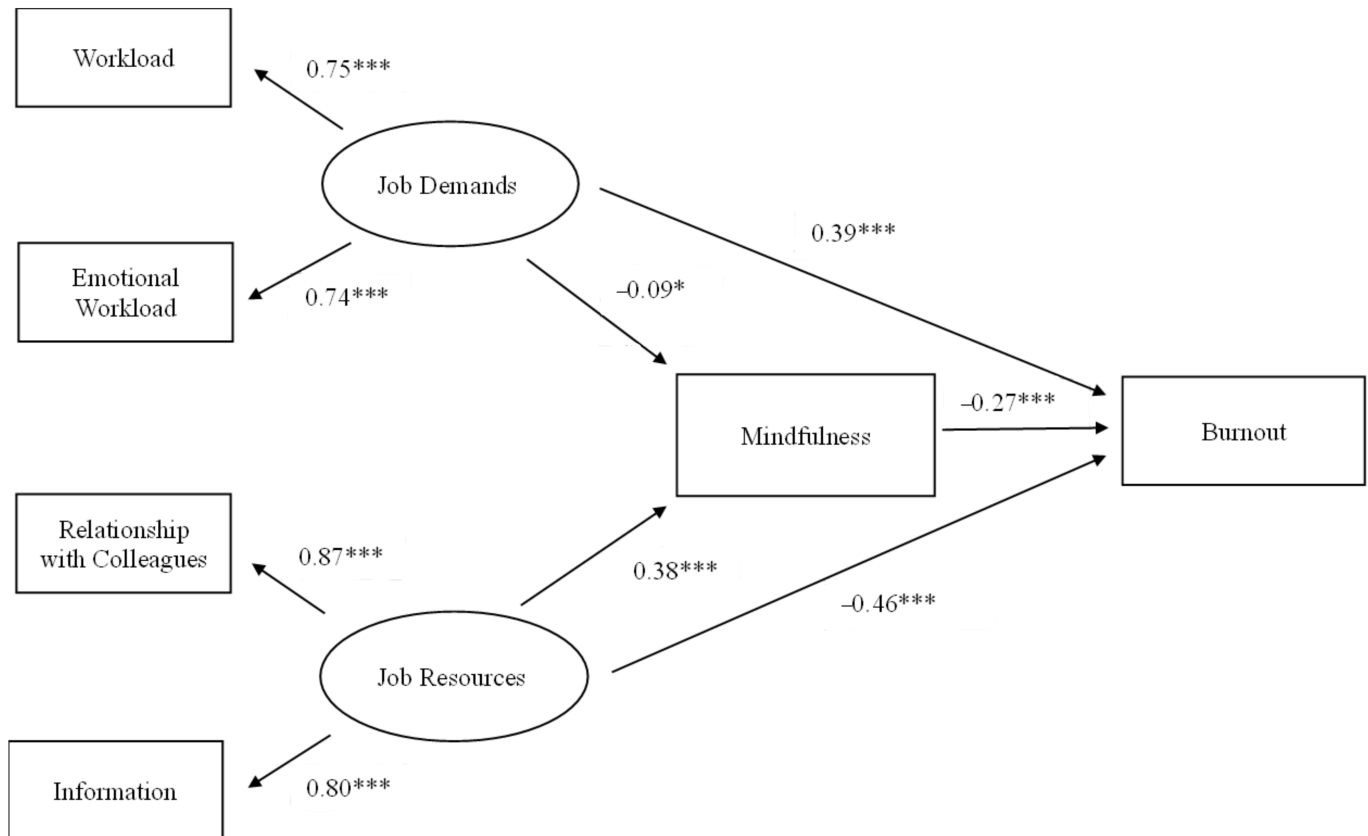 Workload
0.75***
Job Demands
0.39***
Emotional
Workload
0.74***
–0.09*
Mindfulness
–0.27***
Burnout
Relationship
with Colleagues
0.87***
0.38***
–0.46***
Job Resources
Information
0.80***